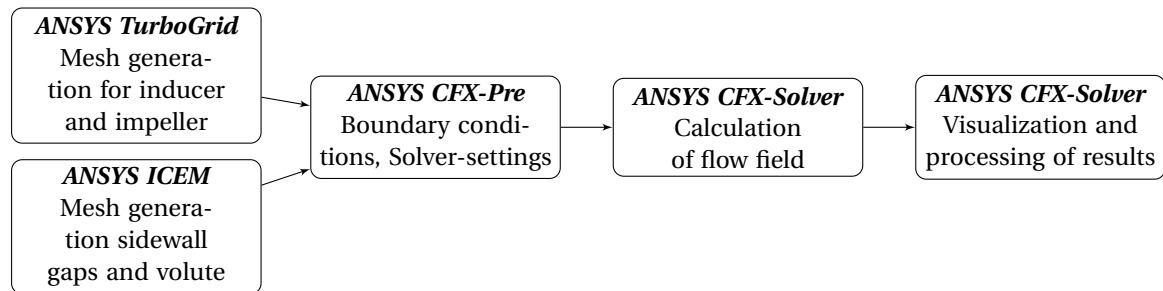 ANSYS TurboGrid
Mesh genera-
tion for inducer
and impeller
ANSYS ICEM
Mesh genera-
tion sidewall
gaps and volute
ANSYS CFX-Pre
Boundary condi-
tions, Solver-settings
ANSYS CFX-Solver
Calculation
of flow field
ANSYS CFX-Solver
Visualization and
processing of results